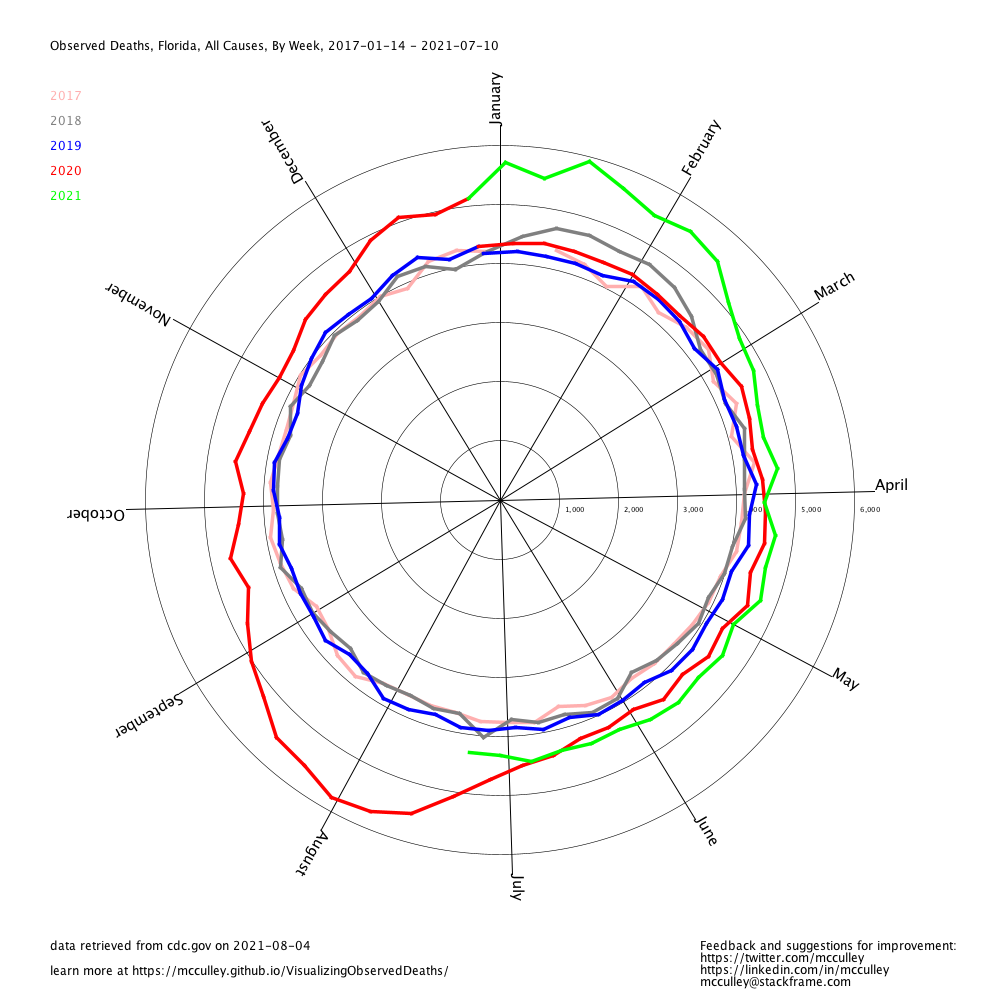 Observed Deaths, Florida, All Causes, By Week, 2017-01-14 - 2021-07-10
2017
2018
2019
2020
2021
January
February
March
April
May
June
July
August
September
October
November
December
1,000
2,000
3,000
5,000
6,000
data retrieved from cdc.gov on 2021-08-04
learn more at https://mcculley.github.io/VisualizingObservedDeaths/
Feedback and suggestions for improvement:
https://twitter.com/mcculley
https://linkedin.com/in/mcculley
mcculley@stackframe.com